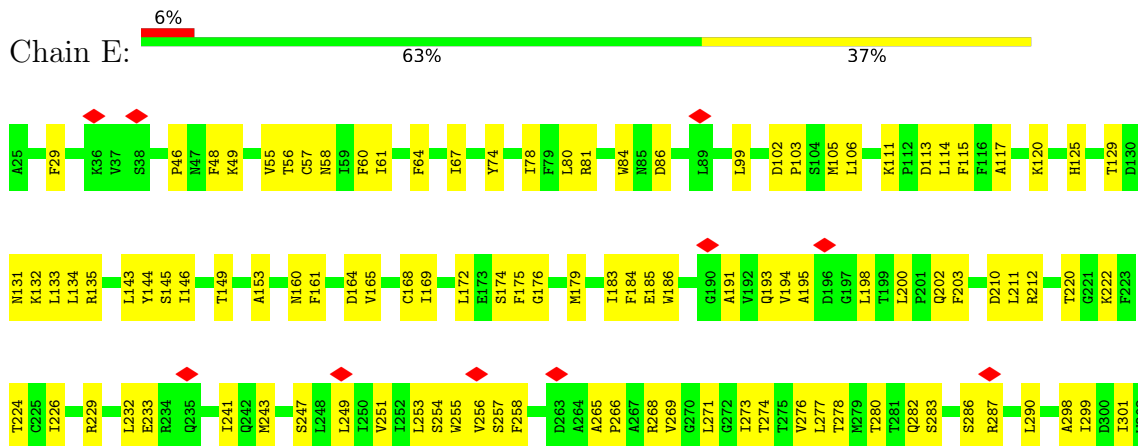 6%
Chain E:
63% 37%
A25 F29 K36 V37 S38 P46 N47 F48 K49 V55 T56 C57 N58 I59 F60 I61 F64 I67 Y74 I78 F79 L80 R81 W84 N85 D86 L89 L99 D102 P103 S104 M105 L106 K111 P112 D113 L114 F115 F116 A117 K120 H125 T129 D130
N131 K132 L133 L134 R135 L143 Y144 S145 I146 T149 A153 N160 F161 D164 V165 C168 I169 L172 E173 S174 F175 G176 M179 I183 F184 E185 W186 G190 A191 V192 Q193 V194 A195 D196 G197 L198 T199 L200 P201 Q202 F203 D210 L211 R212 T220 G221 K222 F223
T224 C225 I226 R229 L232 E233 R234 Q235 I241 Q242 M243 S247 L248 L249 I250 V251 I252 L253 S254 W255 V256 S257 F258 D263 A264 A265 P266 A267 R268 V269 G270 L271 G272 I273 T274 T275 V276 L277 T278 M279 T280 T281 Q282 S283 S286 R287 L290 A298 I299 D300 I301